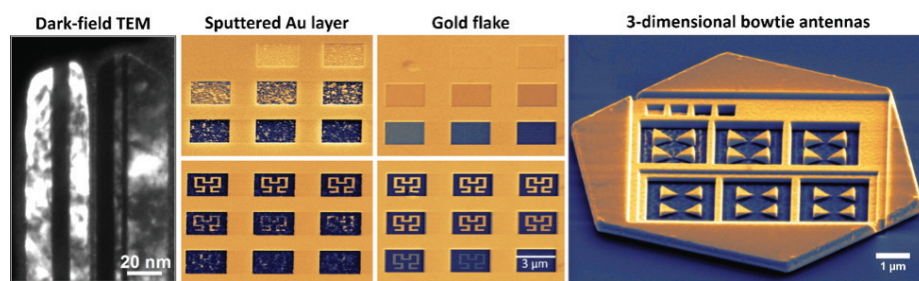 Dark-field TEM
Sputtered Au layer
Gold flake
3-dimensional bowtie antennas
20 nm
3 µm
1 µm